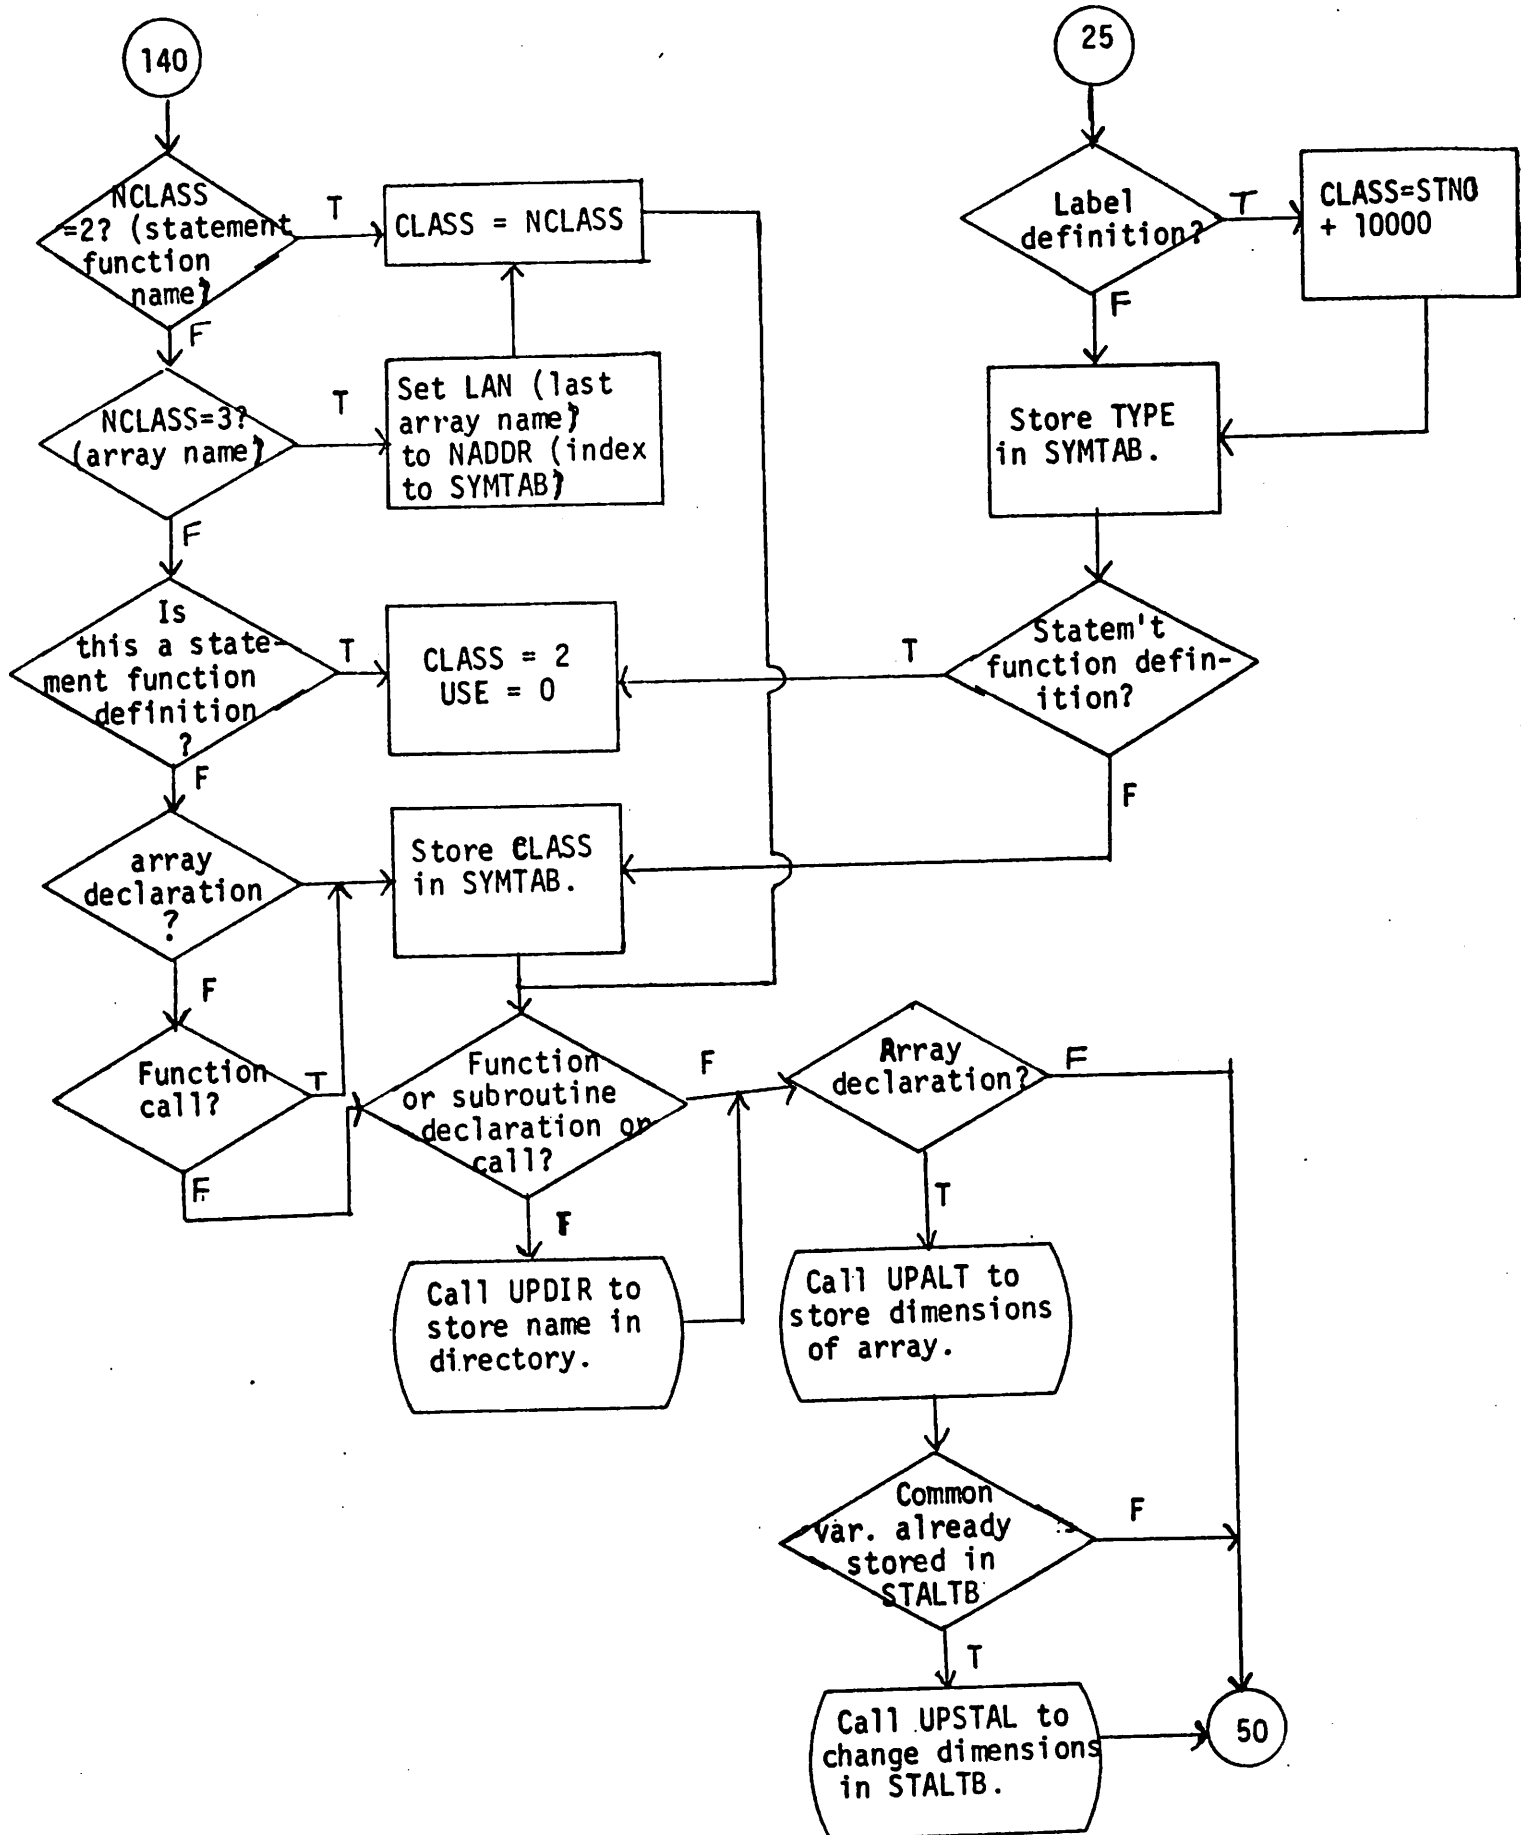 140
NCLASS
=2? (statement
function
name)
T
CLASS = NCLASS
F
NCLASS=3?
(array name)
T
Set LAN (last
array name)
to NADDR (index
to SYMTAB)
F
Is
this a state-
ment function
definition
?
T
CLASS = 2
USE = 0
F
array
declaration
?
Store CLASS
in SYMTAB.
F
Function
call?
T
F
Function
or subroutine
declaration or
call?
F
Call UPDIR to
store name in
directory.
25
Label
definition?
T
CLASS=STNO
+ 10000
F
Store TYPE
in SYMTAB.
Statem't
function defin-
ition?
T
F
Array
declaration?
F
T
Call UPALT to
store dimensions
of array.
Common
var. already
stored in
STALTB
F
T
Call UPSTAL to
change dimensions
in STALTB.
50